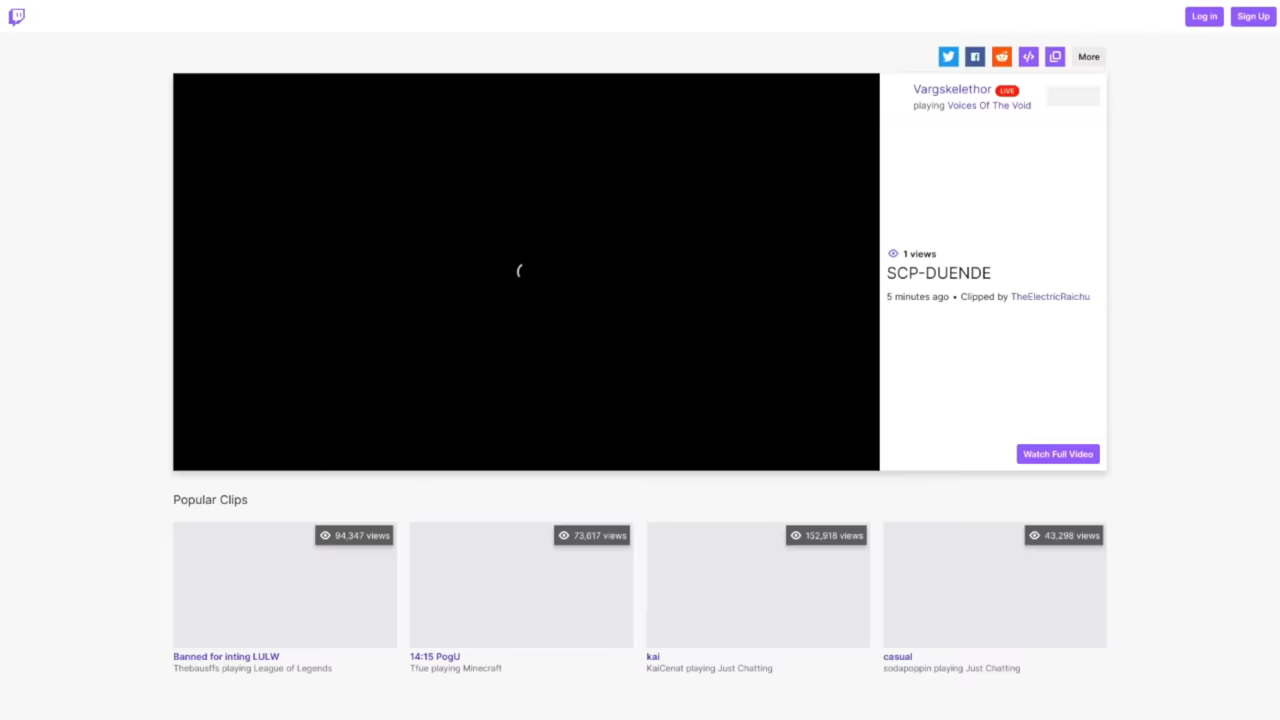 Log in
Sign Up
More
Vargskelethor LIVE
playing Voices Of The Void
1 views
SCP-DUENDE
5 minutes ago • Clipped by TheElectricRaichu
Watch Full Video
Popular Clips
94,347 views
73,617 views
152,918 views
43,298 views
Banned for inting LULW
Thebausffs playing League of Legends
14:15 PogU
Tfue playing Minecraft
kai
KaiCenat playing Just Chatting
casual
sodapoppin playing Just Chatting